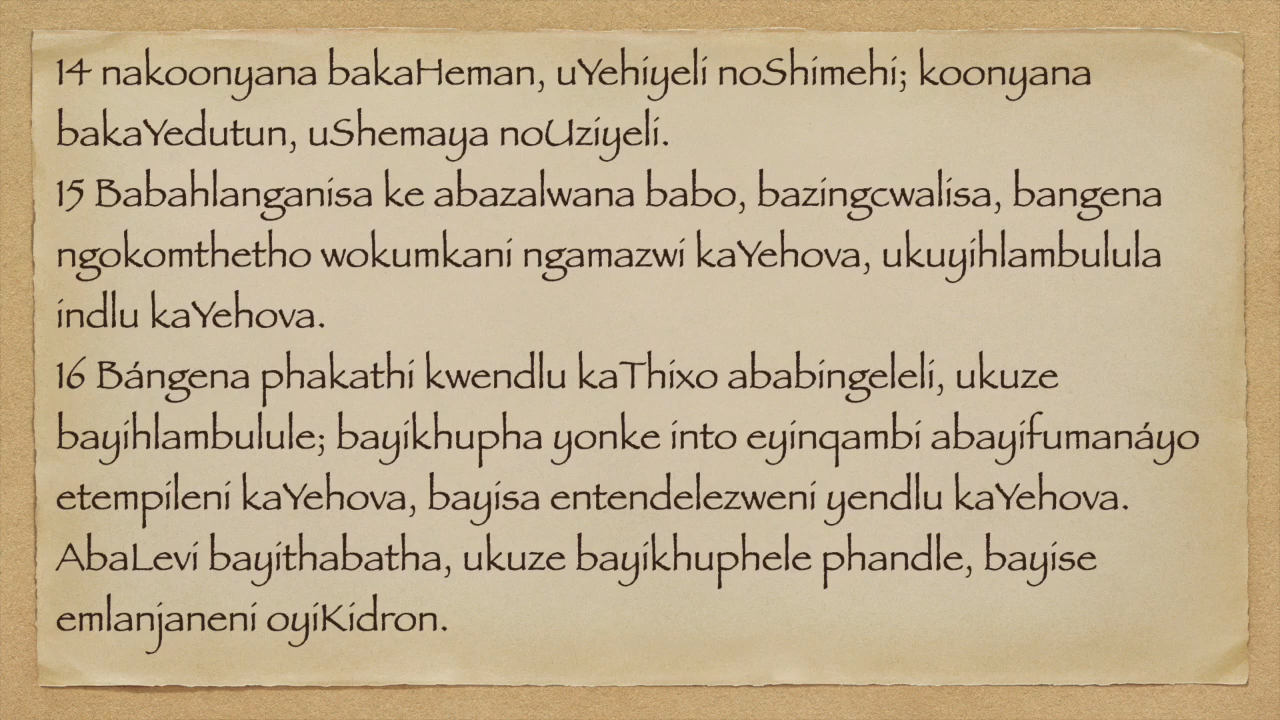 14 nakoonyana bakaHeman, uYehiyeli noShimehi; koonyana
bakaYedutun, uShemaya noUziyeli.
15 Babahlanganisa ke abazalwana babo, bazingcwalisa, bangena
ngokomthetho wokumkani ngamazwi kaYehova, ukuyihlambulula
indlu kaYehova.
16 Bángena phakathi kwendlu kaThixo ababingeleli, ukuze
bayihlambulule; bayikhupha yonke into eyinqambi abayifumanáyo
etempileni kaYehova, bayisa entendelezweni yendlu kaYehova.
AbaLevi bayithabatha, ukuze bayikhuphele phandle, bayise
emlanjaneni oyiKidron.